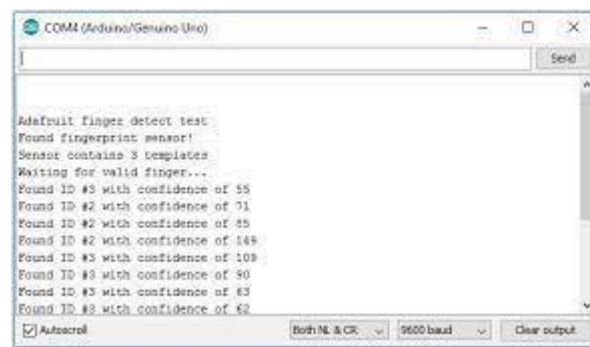 COM4 (Arduino/Genuino Uno)
Send
Adafruit finger detect test
Found fingerprint sensor!
Sensor contains 3 templates
Waiting for valid finger...
Found ID #3 with confidence of 55
Found ID #2 with confidence of 71
Found ID #2 with confidence of 85
Found ID #2 with confidence of 149
Found ID #3 with confidence of 109
Found ID #3 with confidence of 90
Found ID #3 with confidence of 63
Found ID #3 with confidence of 62
Autoscroll
Both NL & CR
9600 baud
Clear output